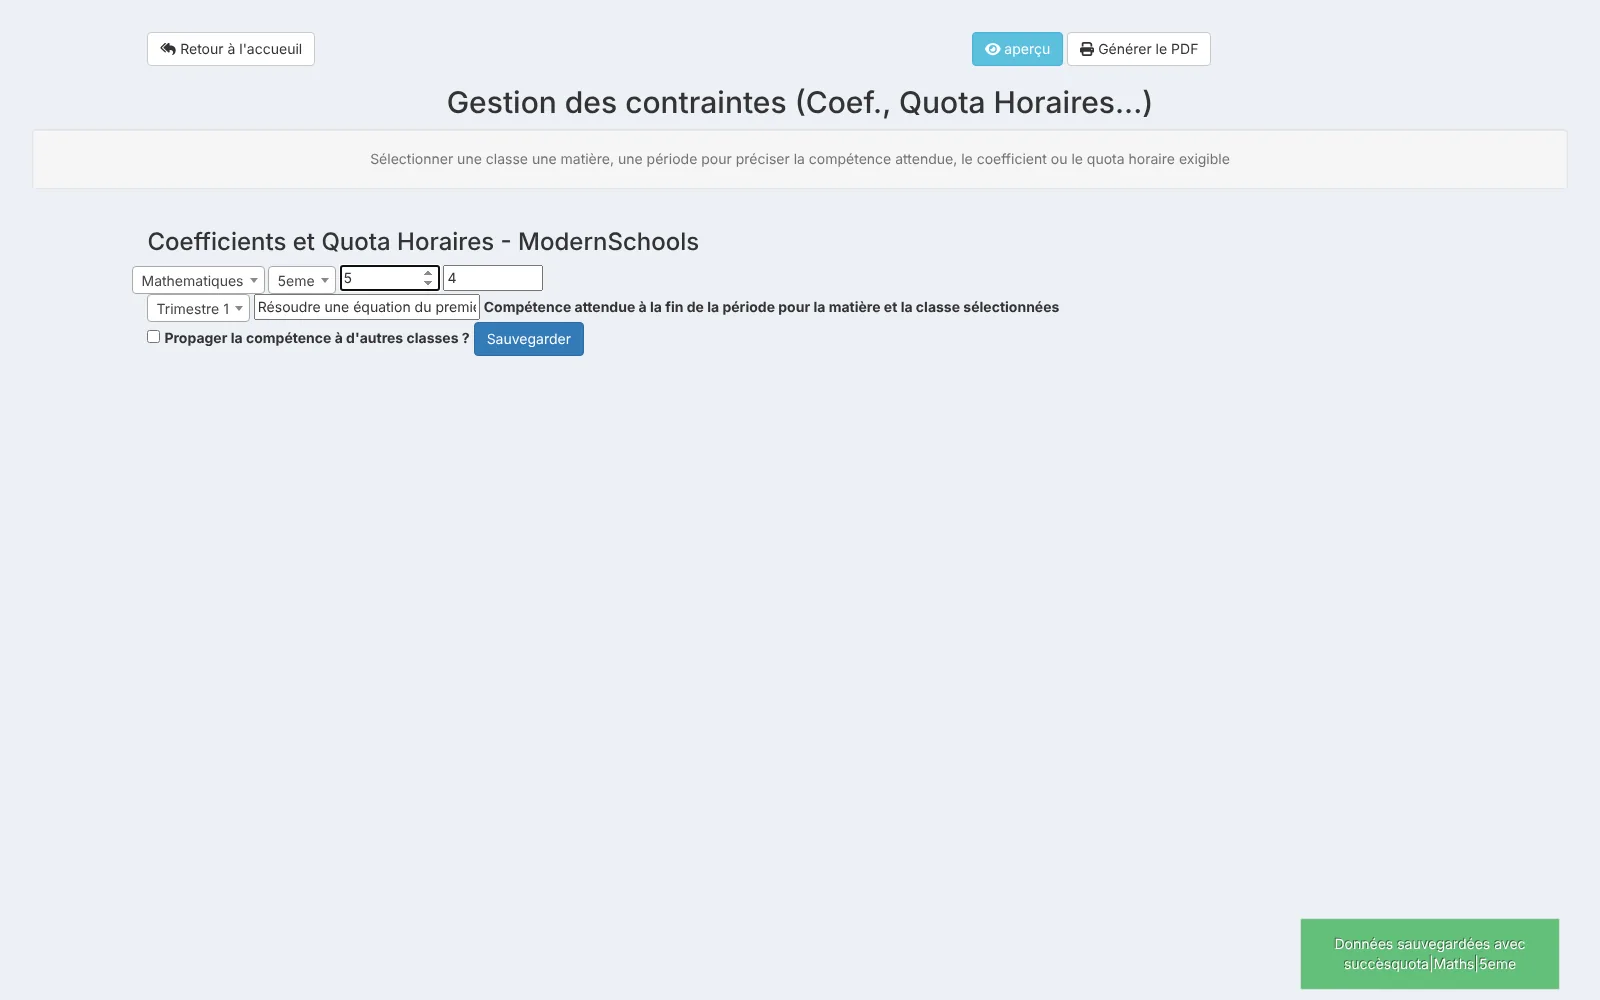 Retour à l'accueuil
aperçu
Générer le PDF
Gestion des contraintes (Coef., Quota Horaires...)
Sélectionner une classe une matière, une période pour préciser la compétence attendue, le coefficient ou le quota horaire exigible
Coefficients et Quota Horaires - ModernSchools
Mathematiques 5eme 5 4
Trimestre 1 Résoudre une équation du premie Compétence attendue à la fin de la période pour la matière et la classe sélectionnées
Propager la compétence à d'autres classes ? Sauvegarder
Données sauvegardées avec
succèsquota|Maths|5eme